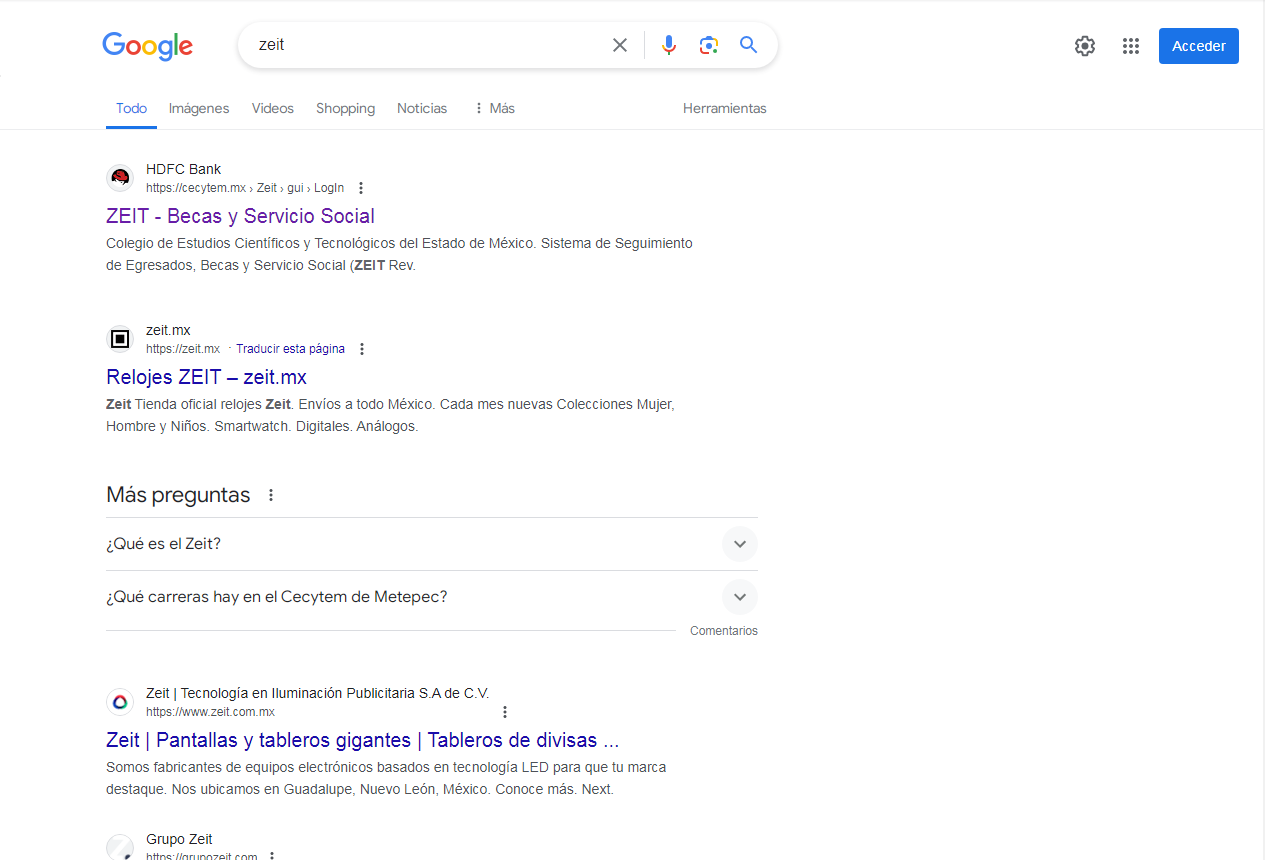 Google
zeit
Acceder
Todo
Imágenes
Videos
Shopping
Noticias
Más
Herramientas
HDFC Bank
https://cecytem.mx › Zeit › gui › LogIn
ZEIT - Becas y Servicio Social
Colegio de Estudios Científicos y Tecnológicos del Estado de México. Sistema de Seguimiento
de Egresados, Becas y Servicio Social (ZEIT Rev.
zeit.mx
https://zeit.mx · Traducir esta página
Relojes ZEIT – zeit.mx
Zeit Tienda oficial relojes Zeit. Envíos a todo México. Cada mes nuevas Colecciones Mujer,
Hombre y Niños. Smartwatch. Digitales. Análogos.
Más preguntas
¿Qué es el Zeit?
¿Qué carreras hay en el Cecytem de Metepec?
Comentarios
Zeit | Tecnología en Iluminación Publicitaria S.A de C.V.
https://www.zeit.com.mx
Zeit | Pantallas y tableros gigantes | Tableros de divisas ...
Somos fabricantes de equipos electrónicos basados en tecnología LED para que tu marca
destaque. Nos ubicamos en Guadalupe, Nuevo León, México. Conoce más. Next.
Grupo Zeit
https://grupozeit.com